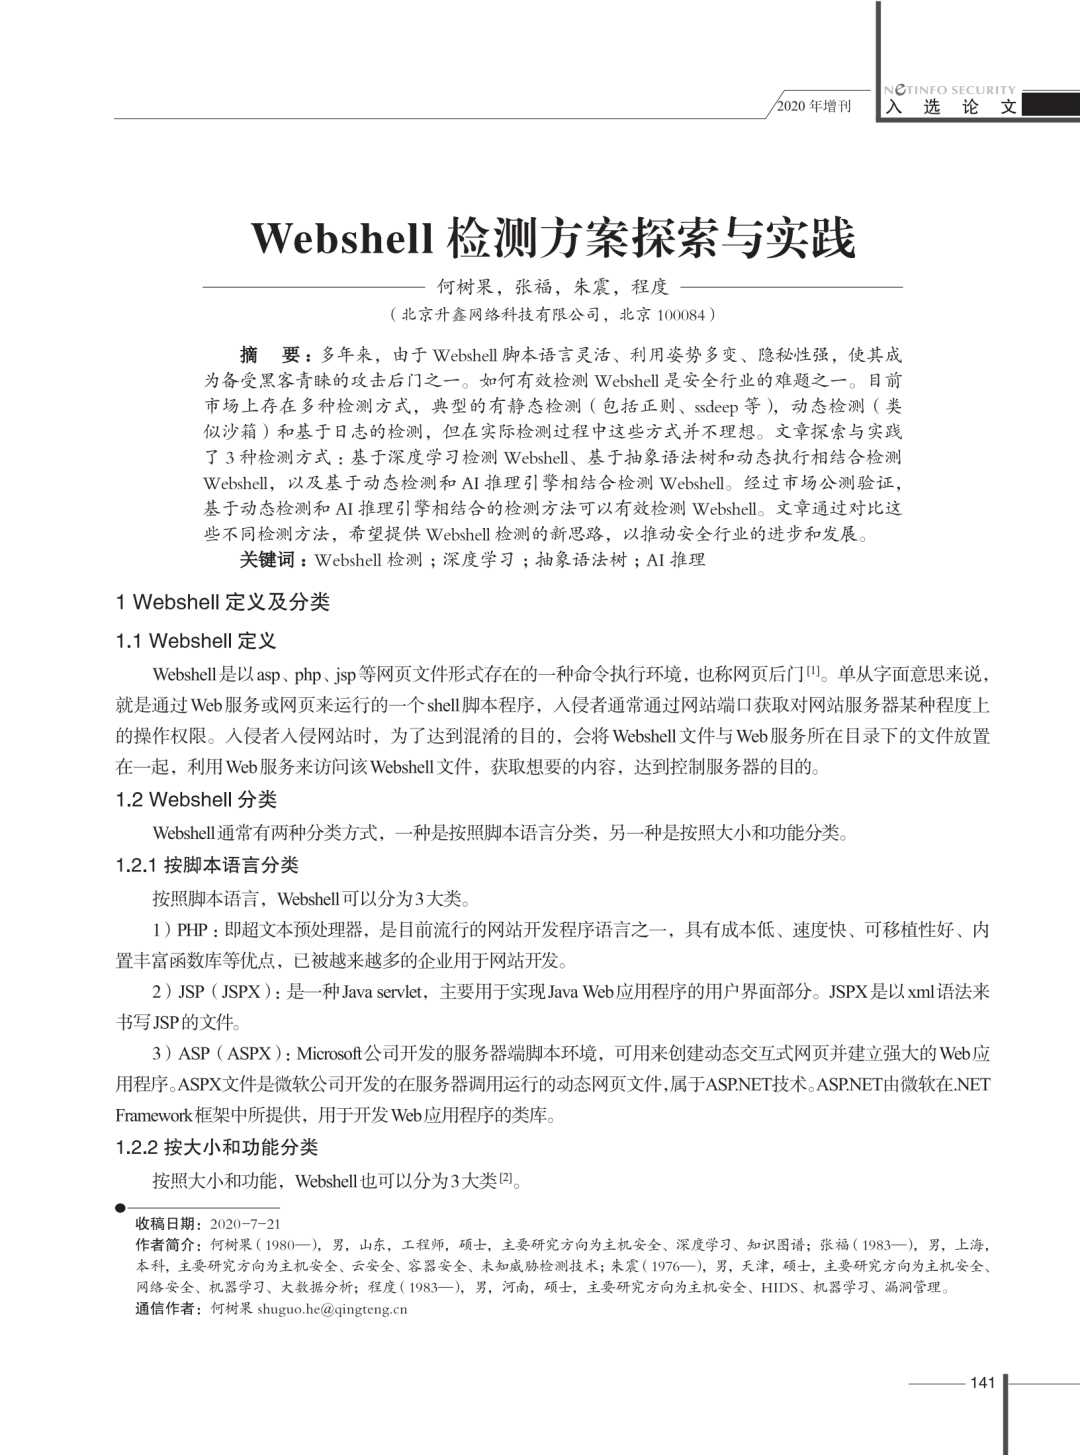 2020 年增刊
NETINFO SECURITY
入 选 论 文
Webshell 检测方案探索与实践
何树果，张福，朱震，程度
（北京升鑫网络科技有限公司，北京 100084）
摘 要：多年来，由于 Webshell 脚本语言灵活、利用姿势多变、隐秘性强，使其成
为备受黑客青睐的攻击后门之一。如何有效检测 Webshell 是安全行业的难题之一。目前
市场上存在多种检测方式，典型的有静态检测（包括正则、ssdeep 等），动态检测（类
似沙箱）和基于日志的检测，但在实际检测过程中这些方式并不理想。文章探索与实践
了 3 种检测方式：基于深度学习检测 Webshell、基于抽象语法树和动态执行相结合检测
Webshell，以及基于动态检测和 AI 推理引擎相结合检测 Webshell。经过市场公测验证，
基于动态检测和 AI 推理引擎相结合的检测方法可以有效检测 Webshell。文章通过对比这
些不同检测方法，希望提供 Webshell 检测的新思路，以推动安全行业的进步和发展。
关键词：Webshell 检测；深度学习；抽象语法树；AI 推理
1 Webshell 定义及分类
1.1 Webshell 定义
Webshell是以asp、php、jsp等网页文件形式存在的一种命令执行环境，也称网页后门[1]。单从字面意思来说，
就是通过Web服务或网页来运行的一个shell脚本程序，入侵者通常通过网站端口获取对网站服务器某种程度上
的操作权限。入侵者入侵网站时，为了达到混淆的目的，会将Webshell文件与Web服务所在目录下的文件放置
在一起，利用Web服务来访问该Webshell文件，获取想要的内容，达到控制服务器的目的。
1.2 Webshell 分类
Webshell通常有两种分类方式，一种是按照脚本语言分类，另一种是按照大小和功能分类。
1.2.1 按脚本语言分类
按照脚本语言，Webshell可以分为3大类。
1）PHP：即超文本预处理器，是目前流行的网站开发程序语言之一，具有成本低、速度快、可移植性好、内
置丰富函数库等优点，已被越来越多的企业用于网站开发。
2）JSP（JSPX）：是一种Java servlet，主要用于实现Java Web应用程序的用户界面部分。JSPX是以xml语法来
书写JSP的文件。
3）ASP（ASPX）：Microsoft公司开发的服务器端脚本环境，可用来创建动态交互式网页并建立强大的Web应
用程序。ASPX文件是微软公司开发的在服务器调用运行的动态网页文件，属于ASP.NET技术。ASP.NET由微软在.NET
Framework框架中所提供，用于开发Web应用程序的类库。
1.2.2 按大小和功能分类
按照大小和功能，Webshell也可以分为3大类[2]。
收稿日期：2020-7-21
作者简介：何树果（1980—），男，山东，工程师，硕士，主要研究方向为主机安全、深度学习、知识图谱；张福（1983—），男，上海，
本科，主要研究方向为主机安全、云安全、容器安全、未知威胁检测技术；朱震（1976—），男，天津，硕士，主要研究方向为主机安全、
网络安全、机器学习、大数据分析；程度（1983—），男，河南，硕士，主要研究方向为主机安全、HIDS、机器学习、漏洞管理。
通信作者：何树果 shuguo.he@qingteng.cn
141